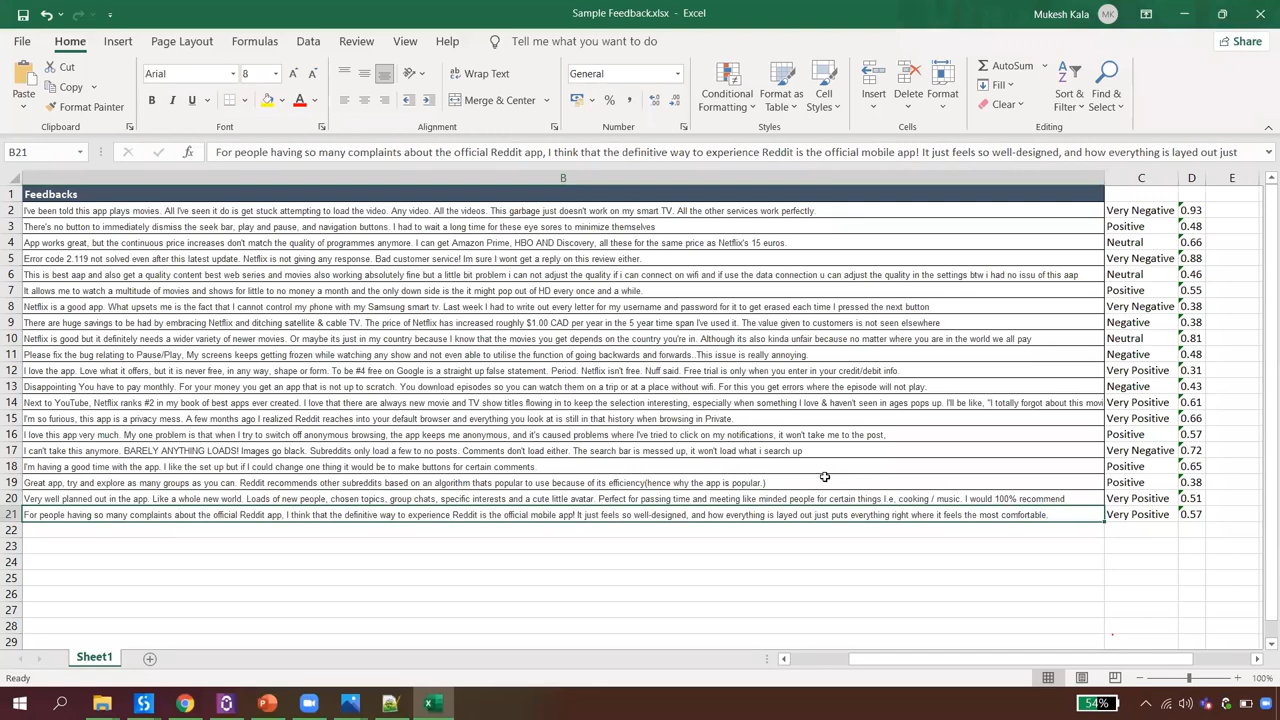 Sample Feedback.xlsx - Excel
Mukesh Kala
MK
File Home Insert Page Layout Formulas Data Review View Help Tell me what you want to do
Share
Paste
Cut
Copy
Format Painter
Clipboard
Arial 8
B I U
Font
Wrap Text
Merge & Center
Alignment
General
Number
Conditional Formatting
Format as Table
Cell Styles
Styles
Insert Delete Format
Cells
AutoSum
Fill
Clear
Sort & Filter
Find & Select
Editing
B21 fx For people having so many complaints about the official Reddit app, I think that the definitive way to experience Reddit is the official mobile app! It just feels so well-designed, and how everything is layed out just
B C D E
1 Feedbacks
2 I've been told this app plays movies. All I've seen it do is get stuck attempting to load the video. Any video. All the videos. This garbage just doesn't work on my smart TV. All the other services work perfectly. Very Negative 0.93
3 There's no button to immediately dismiss the seek bar, play and pause, and navigation buttons. I had to wait a long time for these eye sores to minimize themselves Positive 0.48
4 App works great, but the continuous price increases don't match the quality of programmes anymore. I can get Amazon Prime, HBO AND Discovery, all these for the same price as Netflix's 15 euros. Neutral 0.66
5 Error code 2.119 not solved even after this latest update. Netflix is not giving any response. Bad customer service! Im sure I wont get a reply on this review either. Very Negative 0.88
6 This is best aap and also get a quality content best web series and movies also working absolutely fine but a little bit problem i can not adjust the quality if i can connect on wifi and if use the data connection u can adjust the quality in the settings btw i had no issu of this aap Neutral 0.46
7 It allows me to watch a multitude of movies and shows for little to no money a month and the only down side is the it might pop out of HD every once and a while. Positive 0.55
8 Netflix is a good app. What upsets me is the fact that I cannot control my phone with my Samsung smart tv. Last week I had to write out every letter for my username and password for it to get erased each time I pressed the next button Very Negative 0.38
9 There are huge savings to be had by embracing Netflix and ditching satellite & cable TV. The price of Netflix has increased roughly $1.00 CAD per year in the 5 year time span I've used it. The value given to customers is not seen elsewhere Negative 0.38
10 Netflix is good but it definitely needs a wider variety of newer movies. Or maybe its just in my country because I know that the movies you get depends on the country you're in. Although its also kinda unfair because no matter where you are in the world we all pay Neutral 0.81
11 Please fix the bug relating to Pause/Play, My screens keeps getting frozen while watching any show and not even able to utilise the function of going backwards and forwards..This issue is really annoying. Negative 0.48
12 I love the app. Love what it offers, but it is never free, in any way, shape or form. To be #4 free on Google is a straight up false statement. Period. Netflix isn't free. Nuff said. Free trial is only when you enter in your credit/debit info. Very Positive 0.31
13 Disappointing You have to pay monthly. For your money you get an app that is not up to scratch. You download episodes so you can watch them on a trip or at a place without wifi. For this you get errors where the episode will not play. Negative 0.43
14 Next to YouTube, Netflix ranks #2 in my book of best apps ever created. I love that there are always new movie and TV show titles flowing in to keep the selection interesting, especially when something I love & haven't seen in ages pops up. I'll be like, "I totally forgot about this movi Very Positive 0.61
15 I'm so furious, this app is a privacy mess. A few months ago I realized Reddit reaches into your default browser and everything you look at is still in that history when browsing in Private. Very Positive 0.66
16 I love this app very much. My one problem is that when I try to switch off anonymous browsing, the app keeps me anonymous, and it's caused problems where I've tried to click on my notifications, it won't take me to the post, Positive 0.57
17 I can't take this anymore. BARELY ANYTHING LOADS! Images go black. Subreddits only load a few to no posts. Comments don't load either. The search bar is messed up, it won't load what i search up Very Negative 0.72
18 I'm having a good time with the app. I like the set up but if I could change one thing it would be to make buttons for certain comments. Positive 0.65
19 Great app, try and explore as many groups as you can. Reddit recommends other subreddits based on an algorithm thats popular to use because of its efficiency(hence why the app is popular.) Positive 0.38
20 Very well planned out in the app. Like a whole new world. Loads of new people, chosen topics, group chats, specific interests and a cute little avatar. Perfect for passing time and meeting like minded people for certain things I.e, cooking / music. I would 100% recommend Very Positive 0.51
21 For people having so many complaints about the official Reddit app, I think that the definitive way to experience Reddit is the official mobile app! It just feels so well-designed, and how everything is layed out just puts everything right where it feels the most comfortable. Very Positive 0.57
22
23
24
25
26
27
28
29
Sheet1
Ready
100%
54%